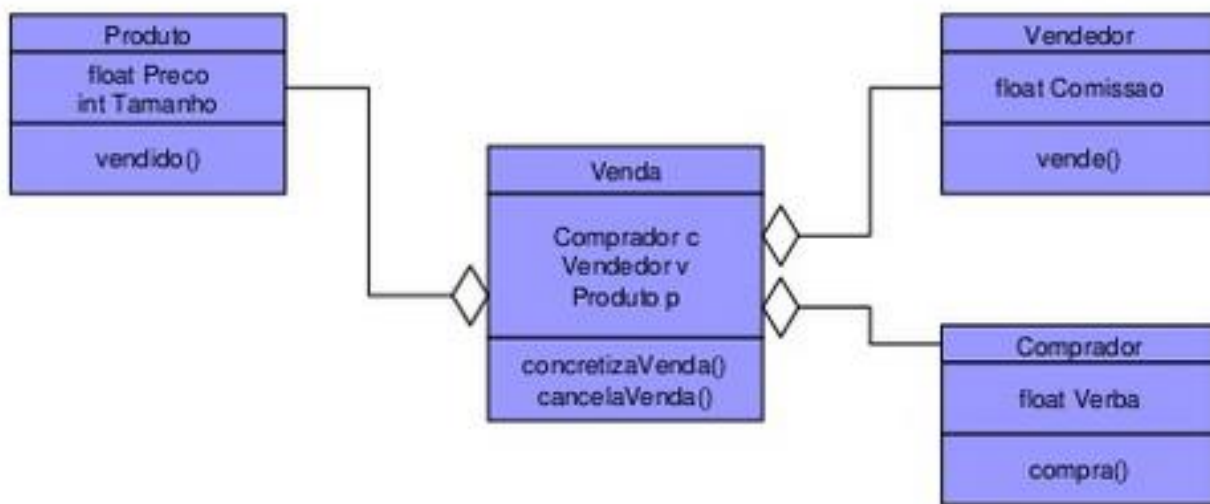 Produto
float Preco
int Tamanho
vendido()
Venda
Comprador c
Vendedor v
Produto p
concretizaVenda()
cancelaVenda()
Vendedor
float Comissao
vende()
Comprador
float Verba
compra()